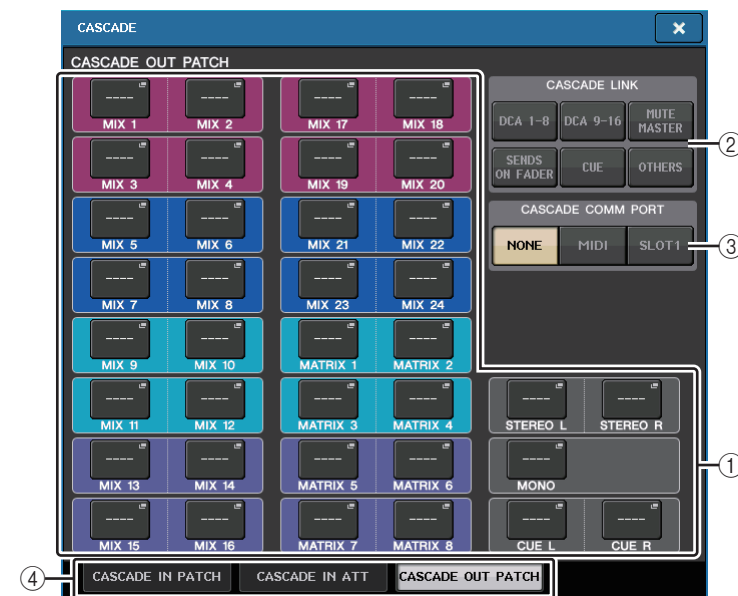 CASCADE
CASCADE OUT PATCH
---- ---- ---- ----
MIX 1 MIX 2 MIX 17 MIX 18
---- ---- ---- ----
MIX 3 MIX 4 MIX 19 MIX 20
---- ---- ---- ----
MIX 5 MIX 6 MIX 21 MIX 22
---- ---- ---- ----
MIX 7 MIX 8 MIX 23 MIX 24
---- ---- ---- ----
MIX 9 MIX 10 MATRIX 1 MATRIX 2
---- ---- ---- ----
MIX 11 MIX 12 MATRIX 3 MATRIX 4
---- ---- ---- ----
MIX 13 MIX 14 MATRIX 5 MATRIX 6
---- ---- ---- ----
MIX 15 MIX 16 MATRIX 7 MATRIX 8
CASCADE LINK
DCA 1-8 DCA 9-16 MUTE
MASTER
②
SENDS
ON FADER CUE OTHERS
CASCADE COMM PORT
NONE MIDI SLOT1
③
---- ----
STEREO L STEREO R
----
MONO
①
---- ----
CUE L CUE R
④
CASCADE IN PATCH CASCADE IN ATT CASCADE OUT PATCH